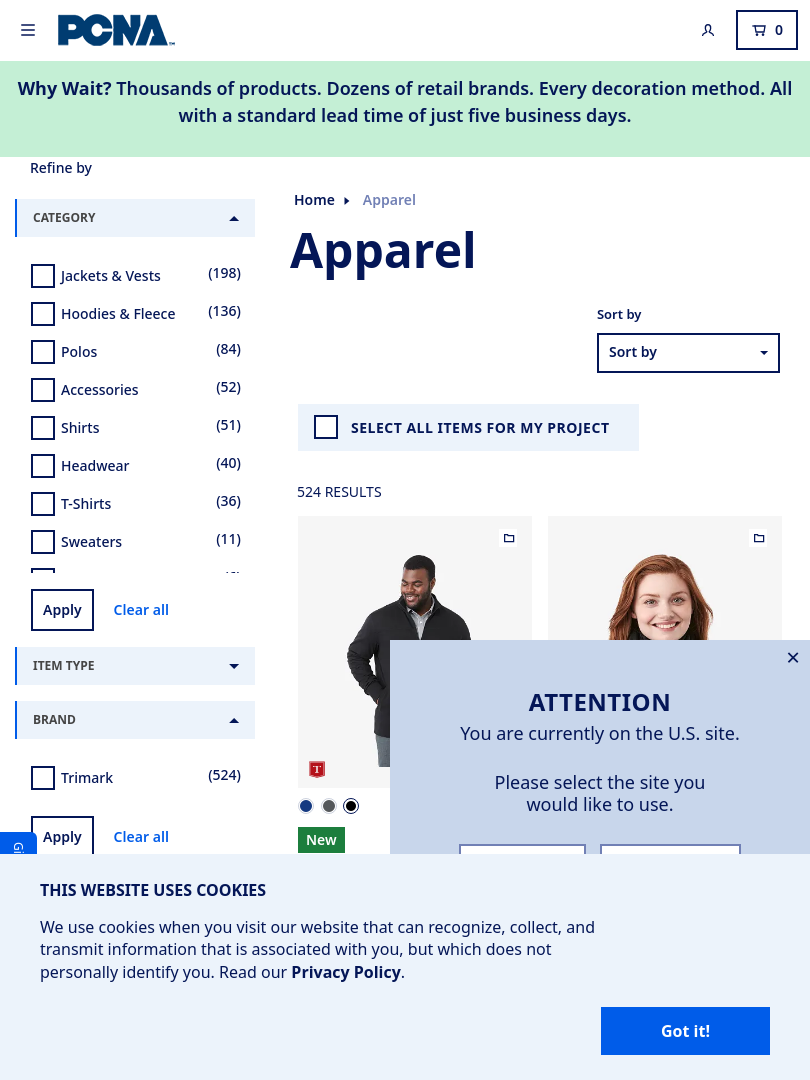 PCNA
0
Why Wait? Thousands of products. Dozens of retail brands. Every decoration method. All
with a standard lead time of just five business days.
Refine by
CATEGORY
Jackets & Vests (198)
Hoodies & Fleece (136)
Polos (84)
Accessories (52)
Shirts (51)
Headwear (40)
T-Shirts (36)
Sweaters (11)
Apply Clear all
ITEM TYPE
BRAND
Trimark (524)
Apply Clear all
Home Apparel
Apparel
Sort by
Sort by
SELECT ALL ITEMS FOR MY PROJECT
524 RESULTS
T
New
ATTENTION
You are currently on the U.S. site.
Please select the site you
would like to use.
THIS WEBSITE USES COOKIES
We use cookies when you visit our website that can recognize, collect, and
transmit information that is associated with you, but which does not
personally identify you. Read our Privacy Policy.
Got it!